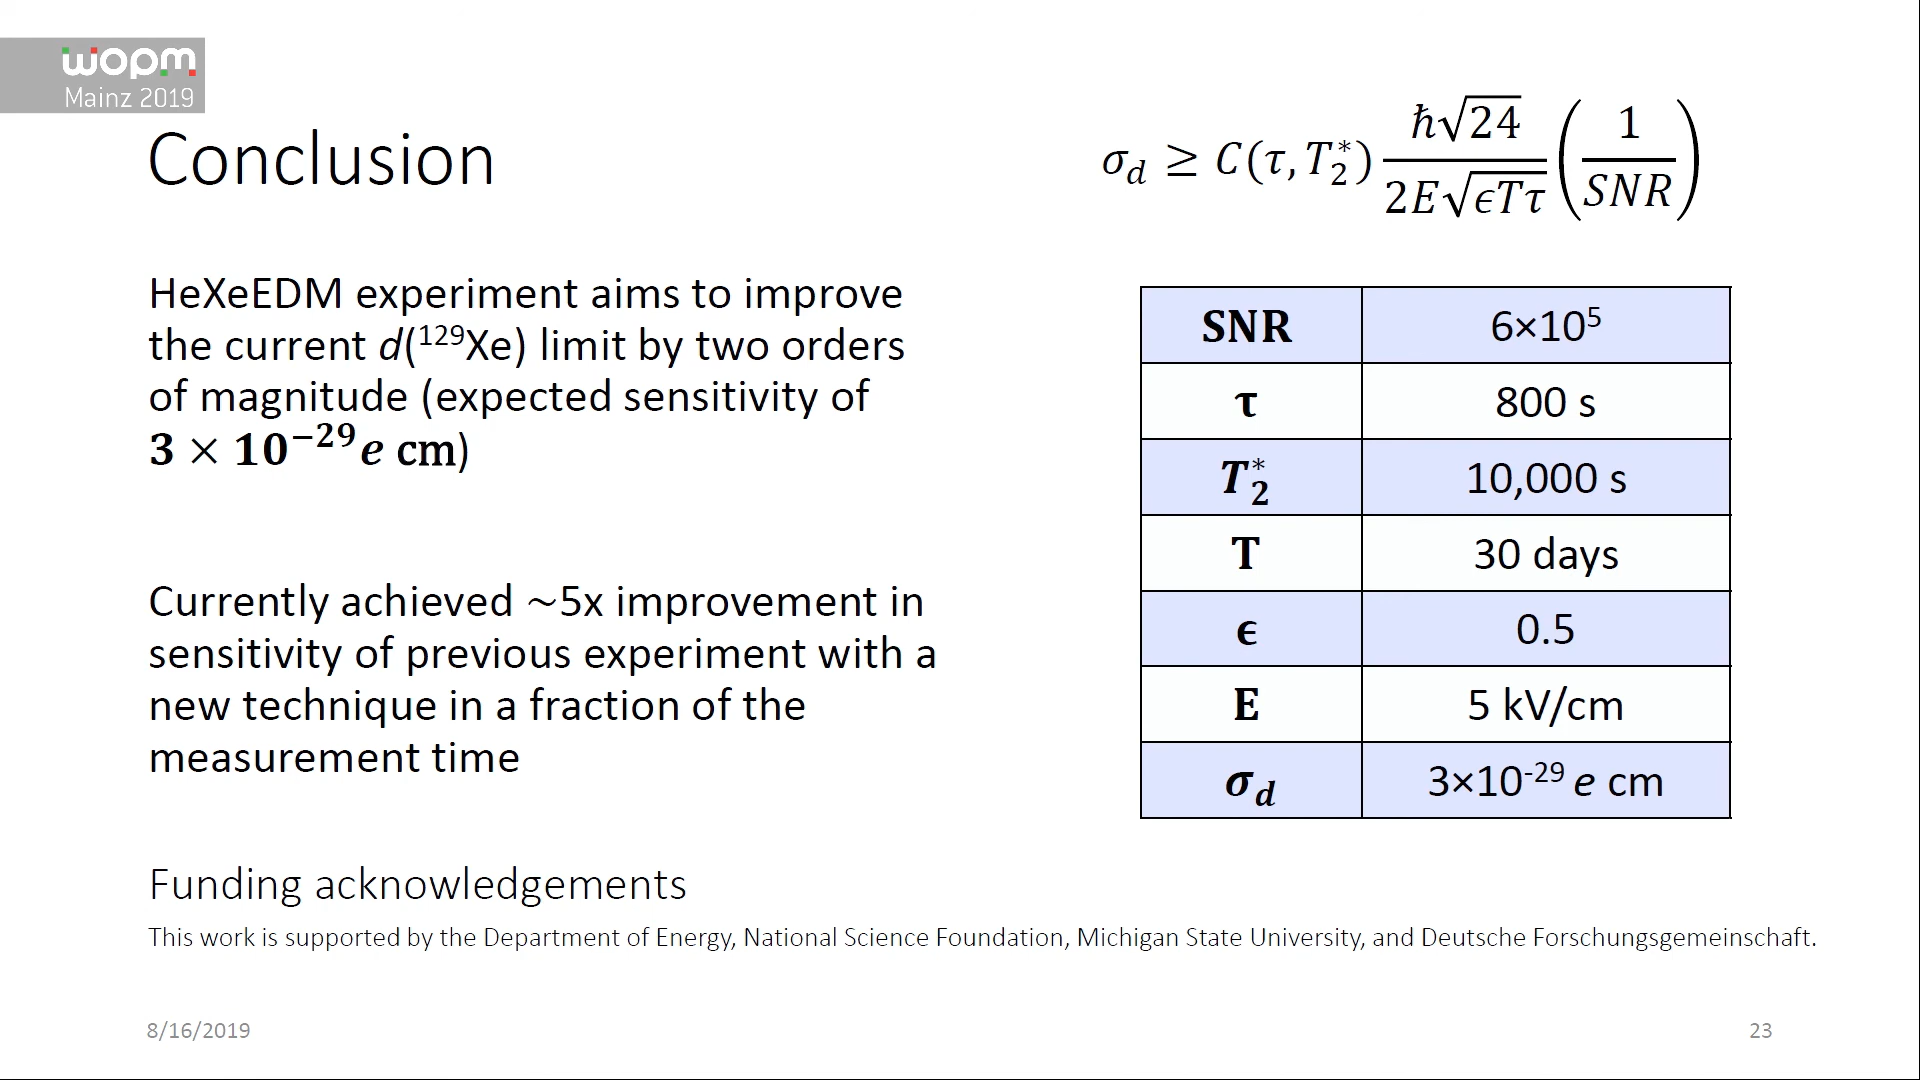 wopm
Mainz 2019
Conclusion
σ_d ≥ C(τ, T₂*) ħ√24 / 2E√ϵTτ (1 / SNR)
HeXeEDM experiment aims to improve
the current d(¹²⁹Xe) limit by two orders
of magnitude (expected sensitivity of
3 × 10⁻²⁹ e cm)
Currently achieved ~5x improvement in
sensitivity of previous experiment with a
new technique in a fraction of the
measurement time
SNR 6×10⁵
τ 800 s
T₂* 10,000 s
T 30 days
ϵ 0.5
E 5 kV/cm
σ_d 3×10⁻²⁹ e cm
Funding acknowledgements
This work is supported by the Department of Energy, National Science Foundation, Michigan State University, and Deutsche Forschungsgemeinschaft.
8/16/2019
23